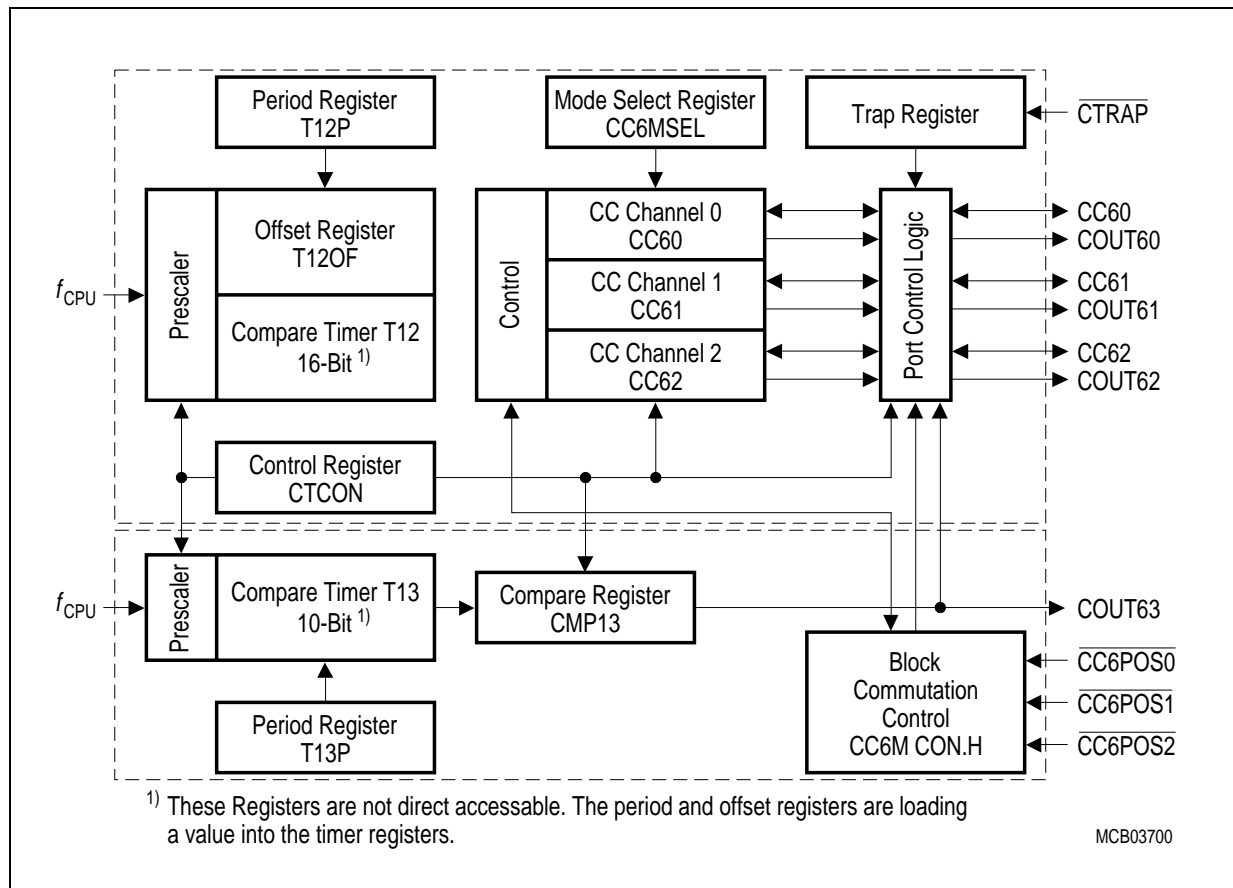 Period Register
T12P
Mode Select Register
CC6MSEL
Trap Register
CTRAP
fCPU
Prescaler
Offset Register
T12OF
Compare Timer T12
16-Bit 1)
Control
CC Channel 0
CC60
CC Channel 1
CC61
CC Channel 2
CC62
Port Control Logic
CC60
COUT60
CC61
COUT61
CC62
COUT62
Control Register
CTCON
fCPU
Prescaler
Compare Timer T13
10-Bit 1)
Compare Register
CMP13
COUT63
Period Register
T13P
Block
Commutation
Control
CC6M CON.H
CC6POS0
CC6POS1
CC6POS2
1) These Registers are not direct accessable. The period and offset registers are loading
a value into the timer registers.
MCB03700